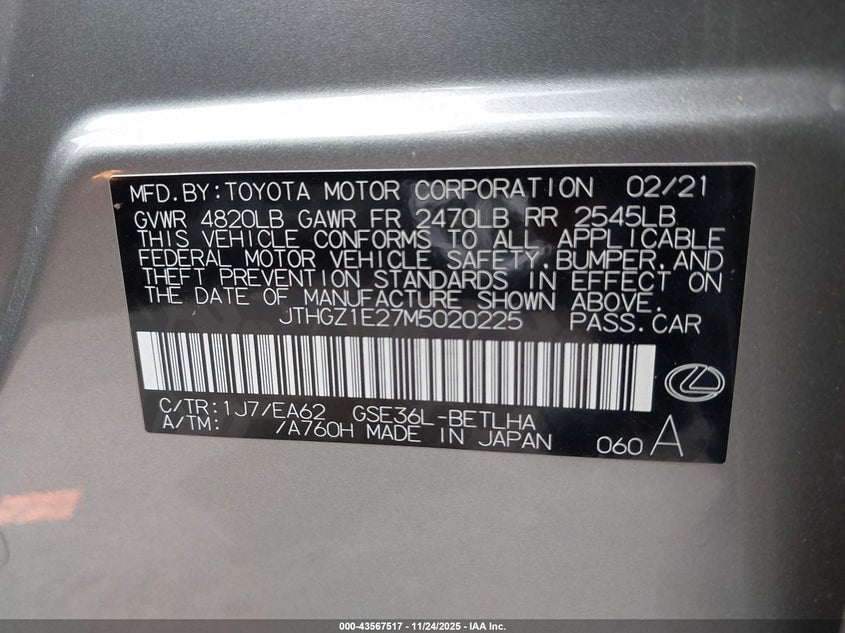 MFD.BY:TOYOTA MOTOR CORPORATION 02/21
GVWR 4820LB GAWR FR 2470LB RR 2545LB
THIS VEHICLE CONFORMS TO ALL APPLICABLE
FEDERAL MOTOR VEHICLE SAFETY,BUMPER,AND
THEFT PREVENTION STANDARDS IN EFFECT ON
THE DATE OF MANUFACTURE SHOWN ABOVE.
JTHGZ1E27M5020225 PASS.CAR
C/TR:1J7/EA62 GSE36L-BETLHA
A/TM: /A760H MADE IN JAPAN 060 A
000-43567517 - 11/24/2025 - IAA Inc.